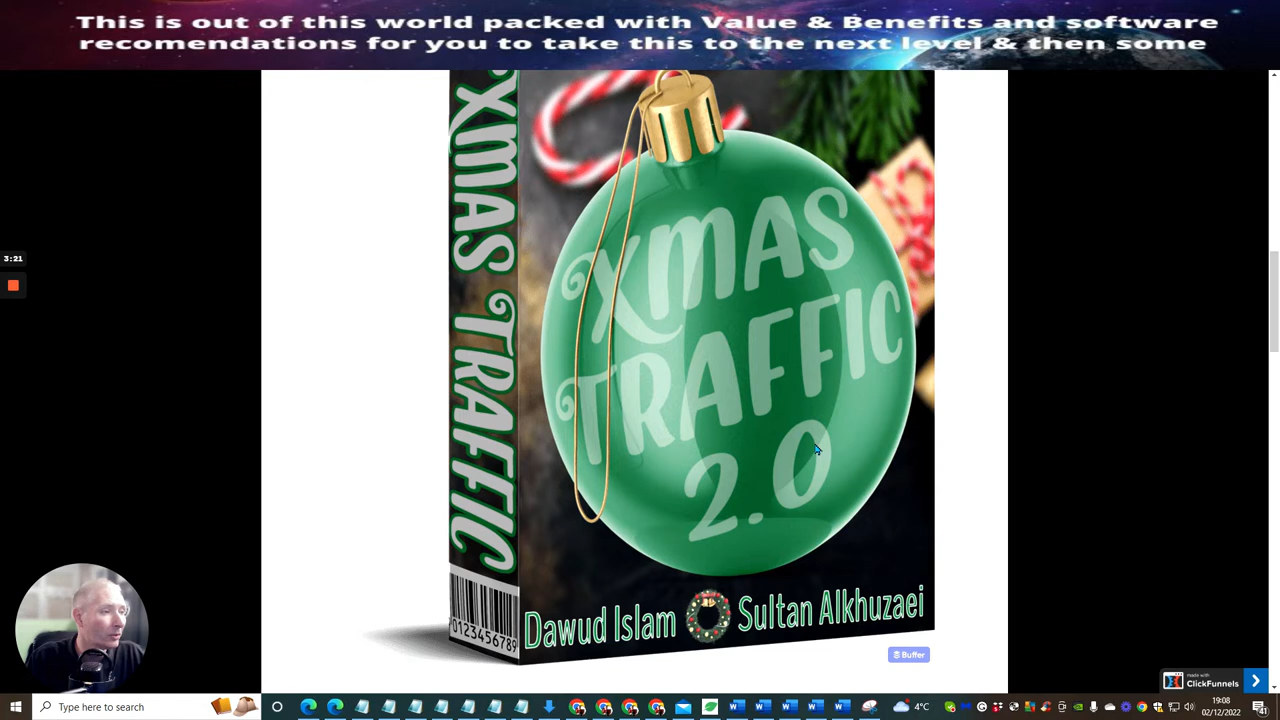 This is out of this world packed with Value & Benefits and software
recomendations for you to take this to the next level & then some
3:21
XMAS TRAFFIC
XMAS
TRAFFIC
2.0
0123456789
Dawud Islam
Sultan Alkhuzaei
Buffer
made with
ClickFunnels
Type here to search
4°C
19:08
02/12/2022